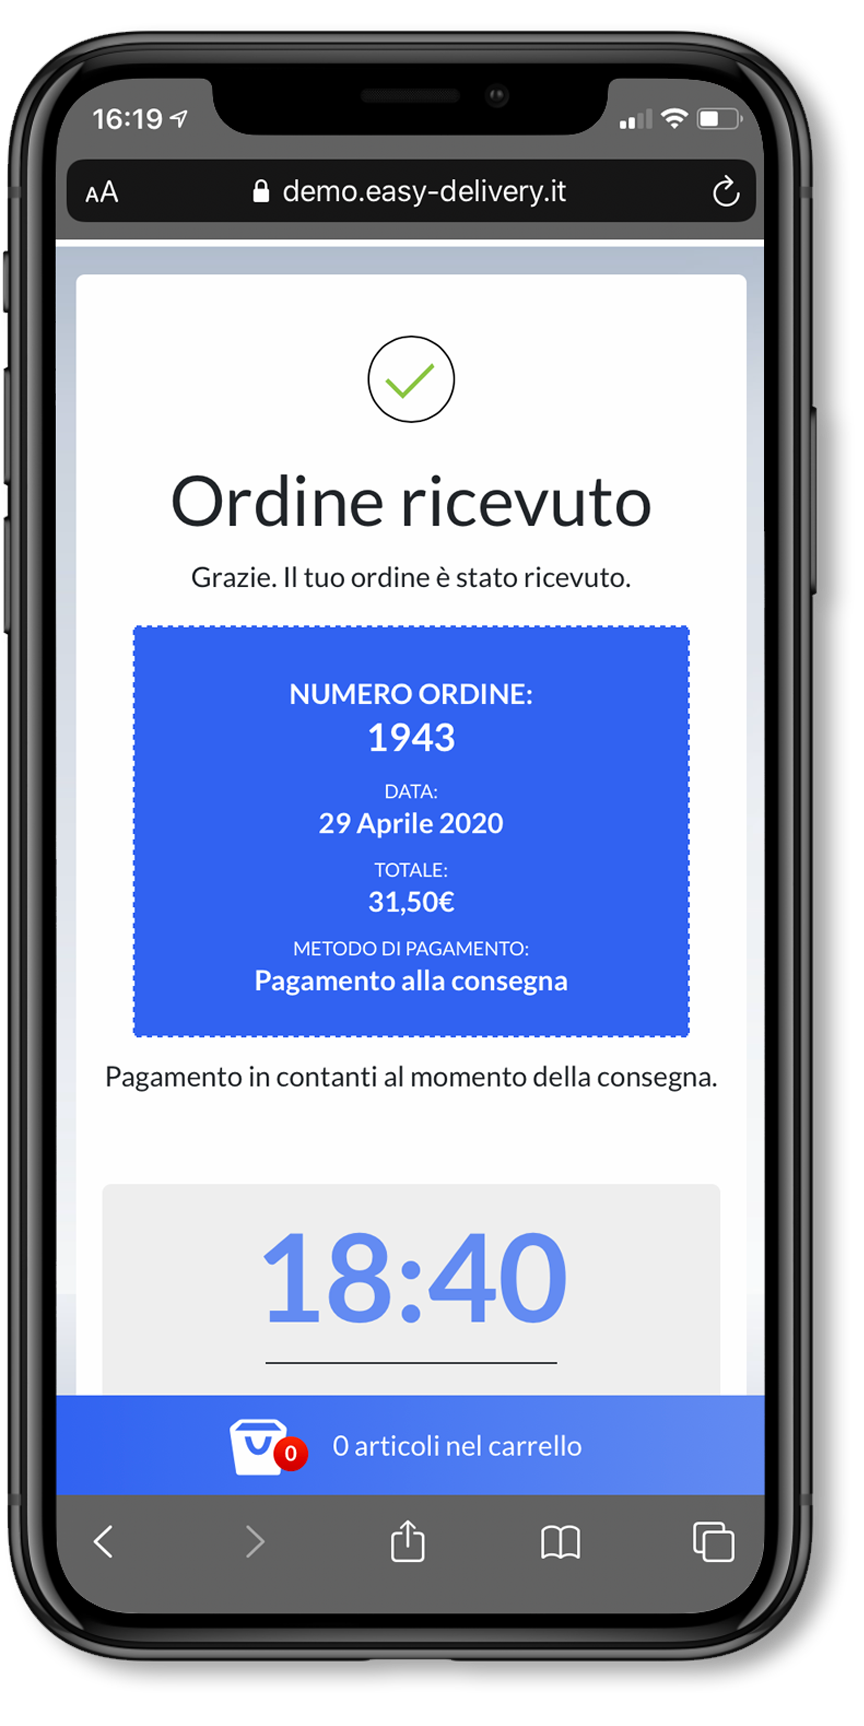 16:19
AA demo.easy-delivery.it
Ordine ricevuto
Grazie. Il tuo ordine è stato ricevuto.
NUMERO ORDINE:
1943
DATA:
29 Aprile 2020
TOTALE:
31,50€
METODO DI PAGAMENTO:
Pagamento alla consegna
Pagamento in contanti al momento della consegna.
18:40
0 0 articoli nel carrello